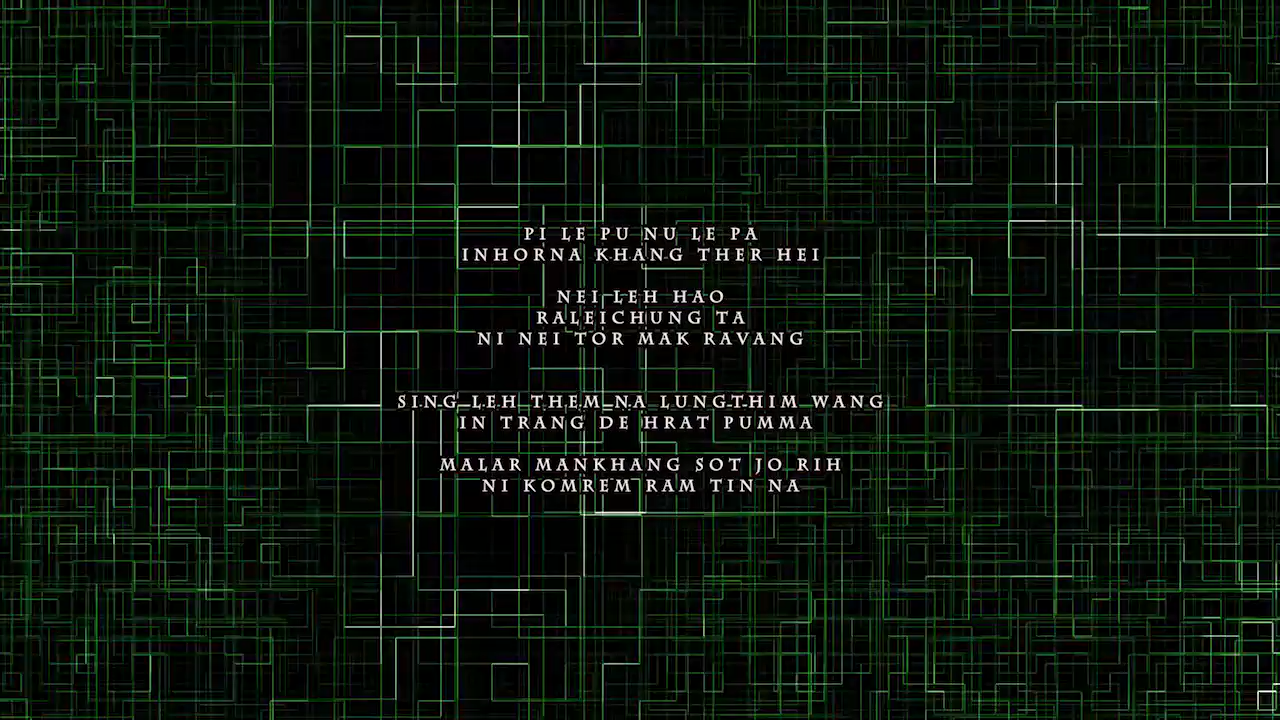 PI LE PU NU LE PA
INHORNA KHANG THER HEI
NEI LEH HAO
RALEICHUNG TA
NI NEI TOR MAK RAVANG
SING LEH THEM NA LUNGTHIM WANG
IN TRANG DE HRAT PUMMA
MALAR MANKHANG SOT JO RIH
NI KOMREM RAM TIN NA